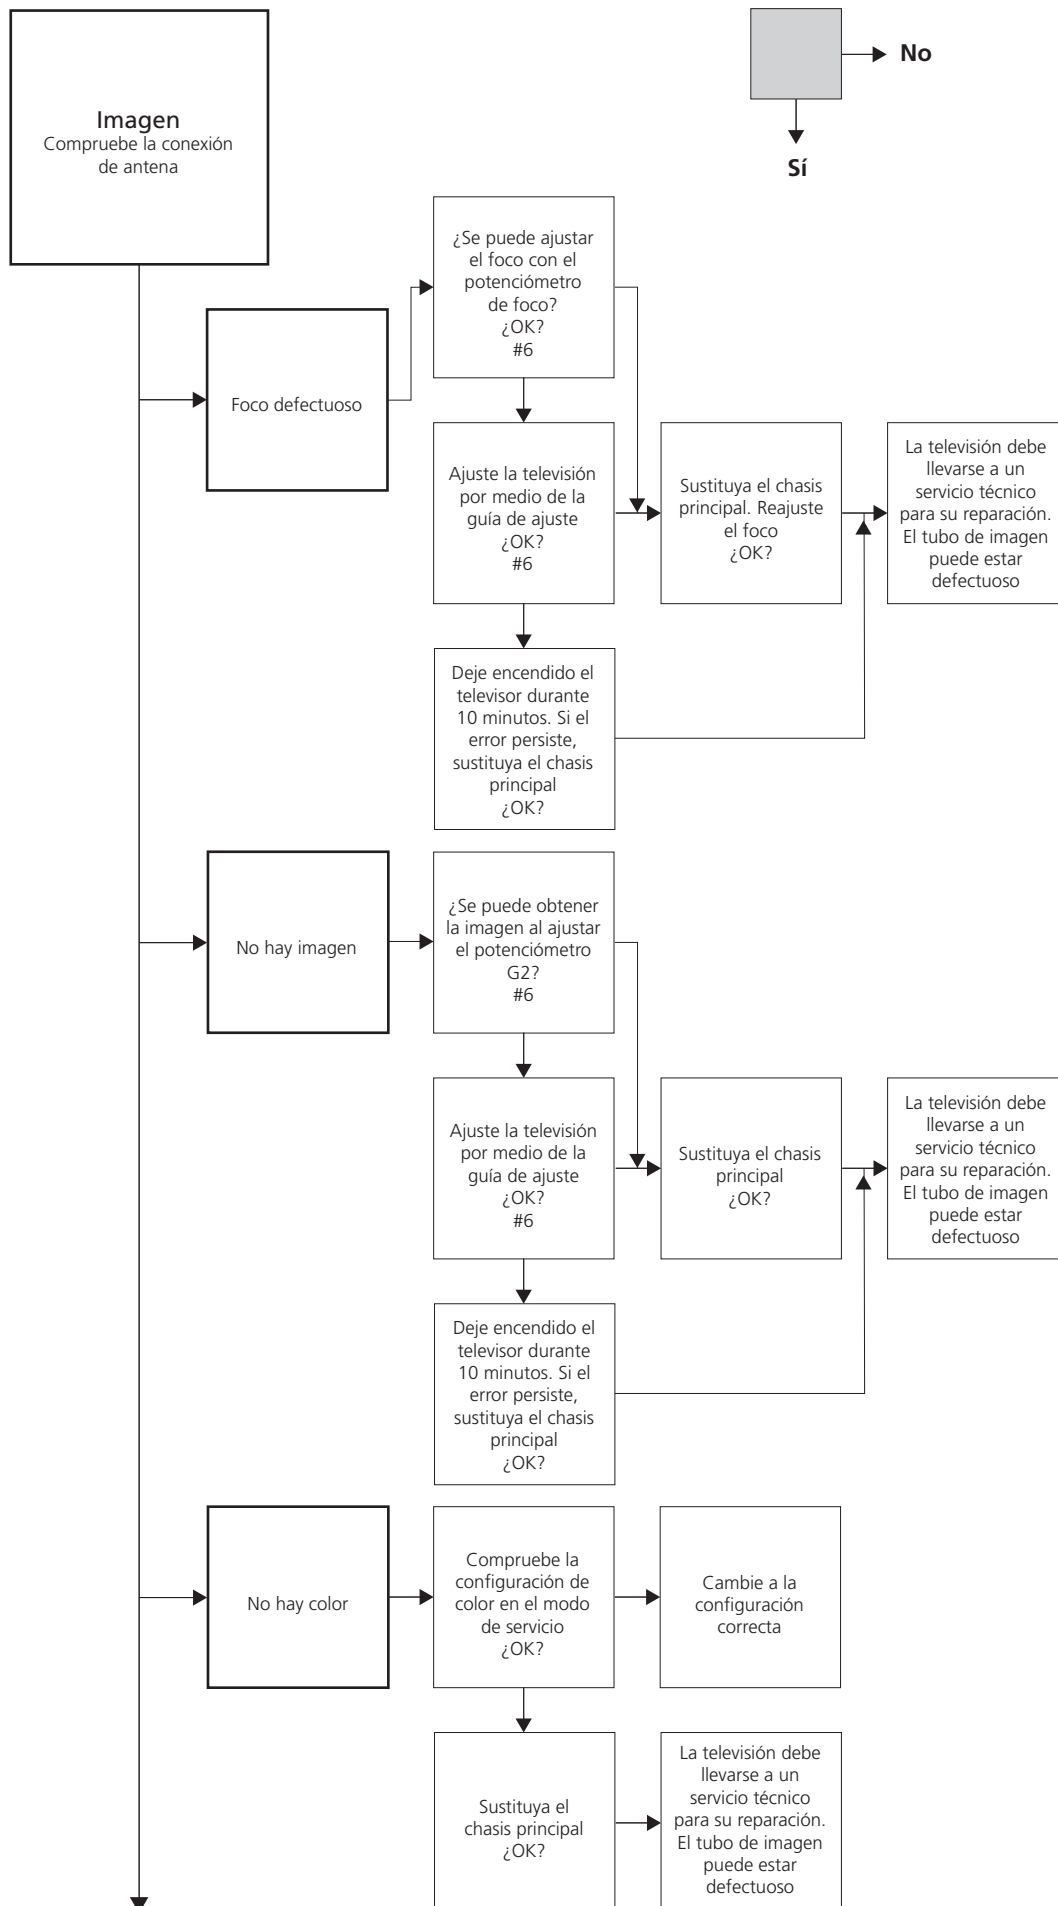 Imagen
Compruebe la conexión
de antena
No
Sí
¿Se puede ajustar
el foco con el
potenciómetro
de foco?
¿OK?
#6
Foco defectuoso
Ajuste la televisión
por medio de la
guía de ajuste
¿OK?
#6
Sustituya el chasis
principal. Reajuste
el foco
¿OK?
La televisión debe
llevarse a un
servicio técnico
para su reparación.
El tubo de imagen
puede estar
defectuoso
Deje encendido el
televisor durante
10 minutos. Si el
error persiste,
sustituya el chasis
principal
¿OK?
No hay imagen
¿Se puede obtener
la imagen al ajustar
el potenciómetro
G2?
#6
Ajuste la televisión
por medio de la
guía de ajuste
¿OK?
#6
Sustituya el chasis
principal
¿OK?
La televisión debe
llevarse a un
servicio técnico
para su reparación.
El tubo de imagen
puede estar
defectuoso
Deje encendido el
televisor durante
10 minutos. Si el
error persiste,
sustituya el chasis
principal
¿OK?
No hay color
Compruebe la
configuración de
color en el modo
de servicio
¿OK?
Cambie a la
configuración
correcta
Sustituya el
chasis principal
¿OK?
La televisión debe
llevarse a un
servicio técnico
para su reparación.
El tubo de imagen
puede estar
defectuoso